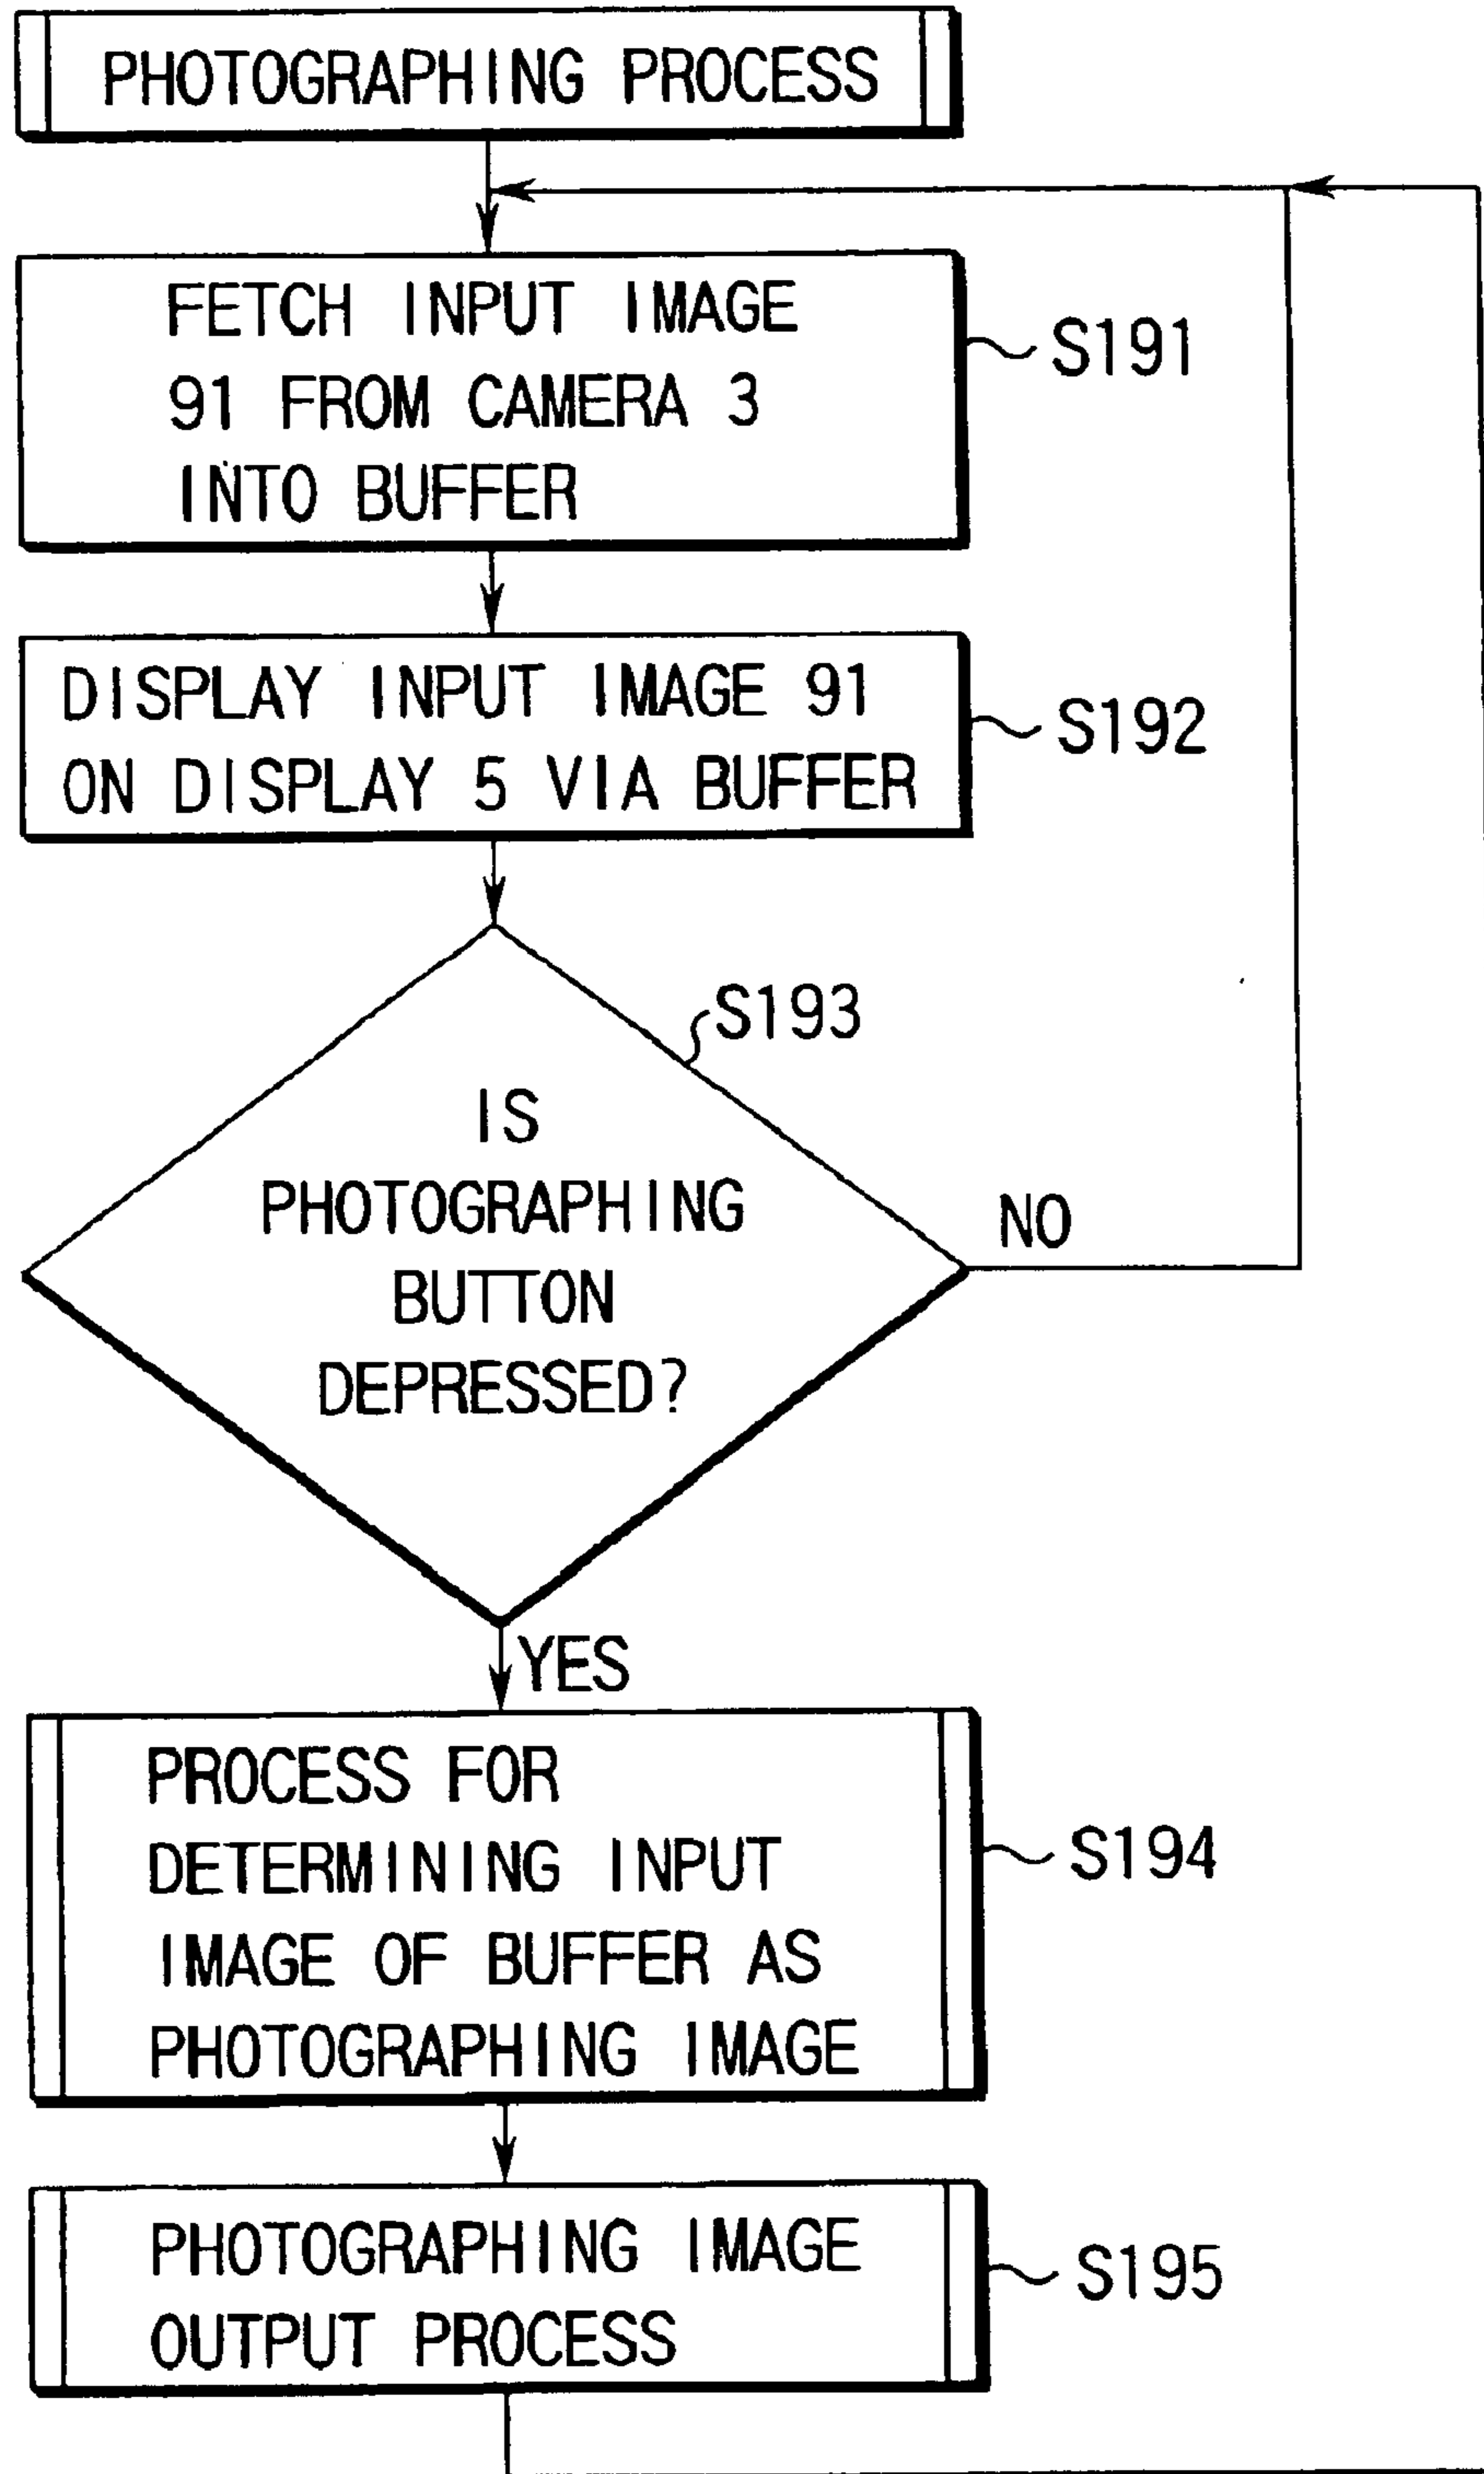 PHOTOGRAPHING PROCESS
FETCH INPUT IMAGE
91 FROM CAMERA 3
INTO BUFFER
S191
DISPLAY INPUT IMAGE 91
ON DISPLAY 5 VIA BUFFER
S192
S193
IS
PHOTOGRAPHING
BUTTON
DEPRESSED?
NO
YES
PROCESS FOR
DETERMINING INPUT
IMAGE OF BUFFER AS
PHOTOGRAPHING IMAGE
S194
PHOTOGRAPHING IMAGE
OUTPUT PROCESS
S195